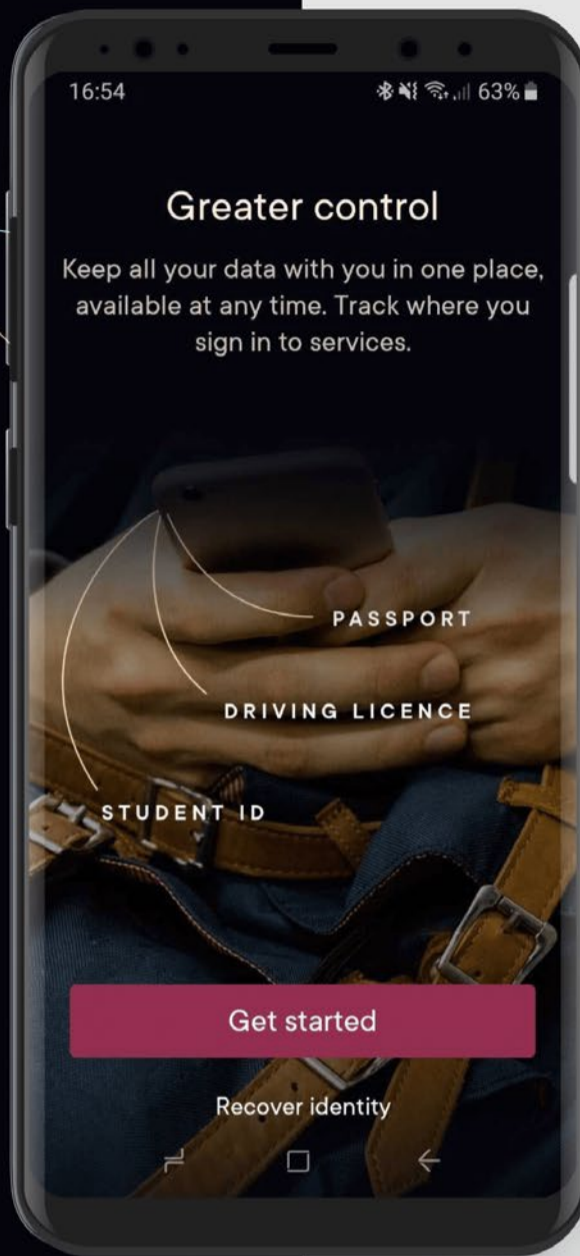 16:54
63%
Greater control
Keep all your data with you in one place,
available at any time. Track where you
sign in to services.
PASSPORT
DRIVING LICENCE
STUDENT ID
Get started
Recover identity